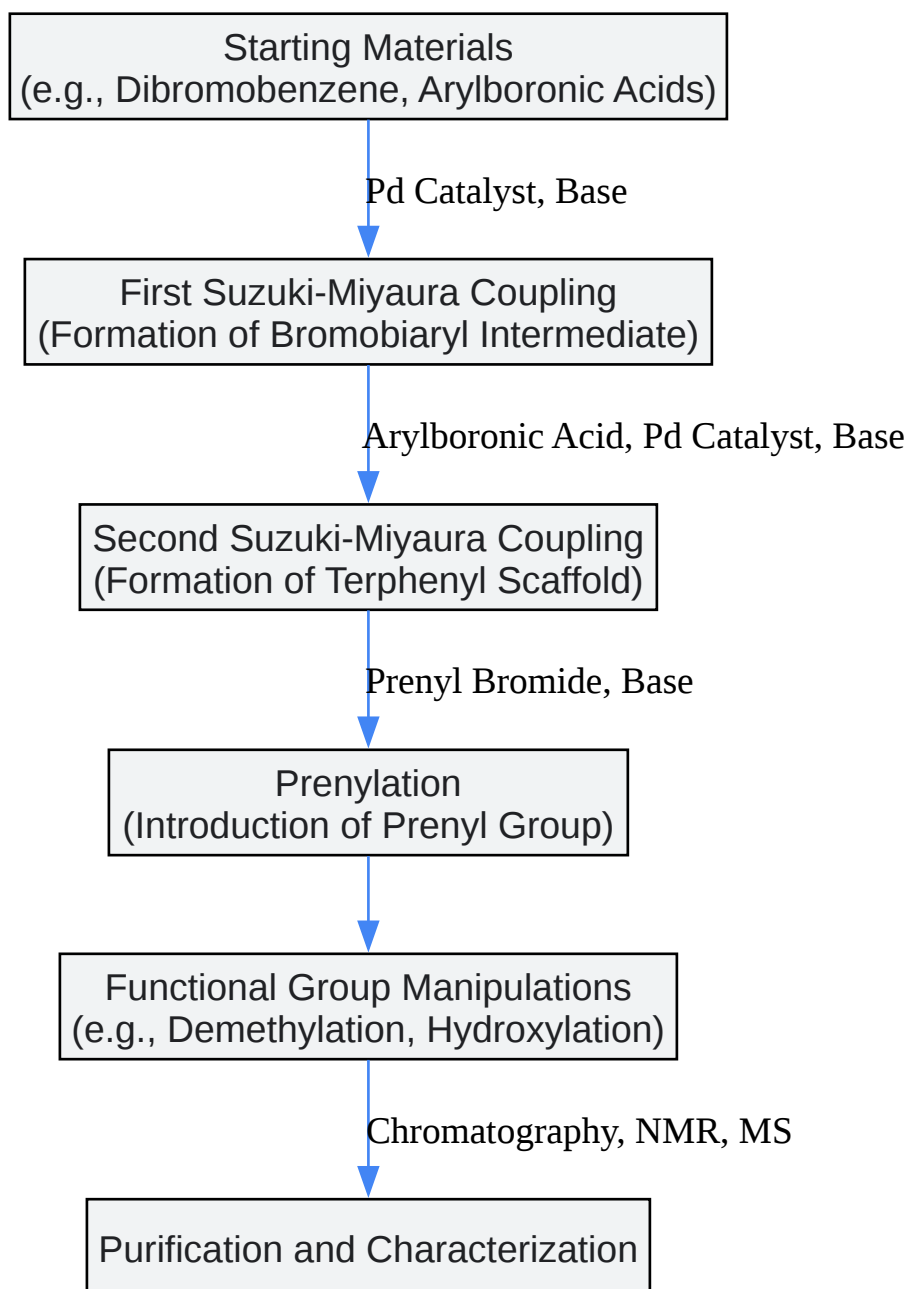 Starting Materials
(e.g., Dibromobenzene, Arylboronic Acids)
Pd Catalyst, Base
First Suzuki-Miyaura Coupling
(Formation of Bromobiaryl Intermediate)
Arylboronic Acid, Pd Catalyst, Base
Second Suzuki-Miyaura Coupling
(Formation of Terphenyl Scaffold)
Prenyl Bromide, Base
Prenylation
(Introduction of Prenyl Group)
Functional Group Manipulations
(e.g., Demethylation, Hydroxylation)
Chromatography, NMR, MS
Purification and Characterization